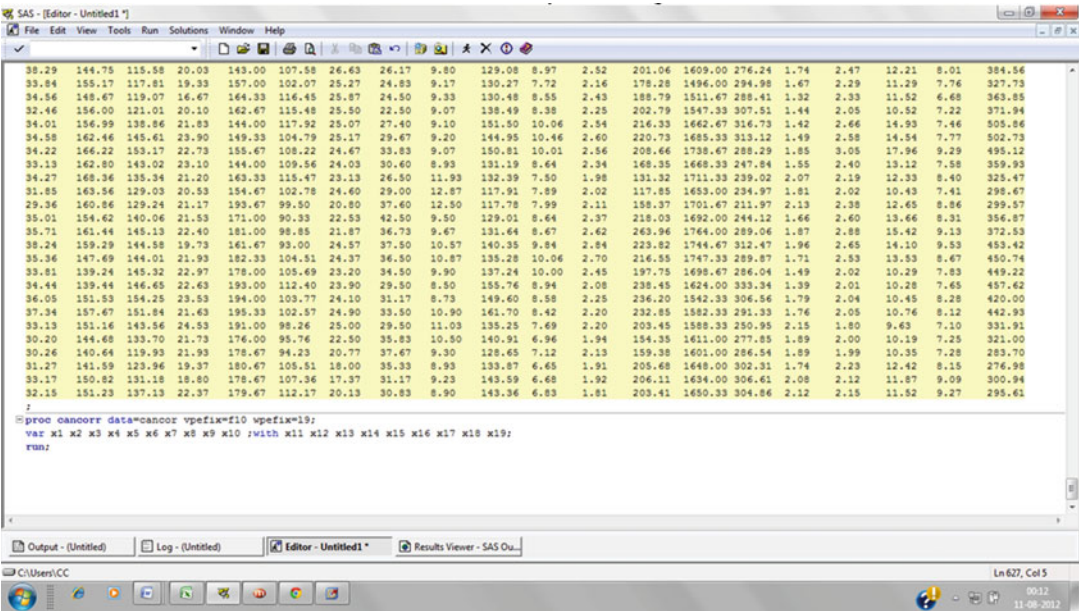 SAS - [Editor - Untitled1 *]
File Edit View Tools Run Solutions Window Help
38.29 144.75 115.58 20.03 143.00 107.58 26.63 26.17 9.80 129.08 8.97 2.52 201.06 1609.00 276.24 1.74 2.47 12.21 8.01 384.56
33.84 155.17 117.81 19.33 157.00 102.07 25.27 24.83 9.17 130.27 7.72 2.16 178.28 1496.00 294.98 1.67 2.29 11.29 7.76 327.73
34.56 148.67 119.07 16.67 164.33 116.45 25.87 24.50 9.33 130.48 8.55 2.43 188.79 1511.67 288.41 1.32 2.33 11.52 6.68 363.85
32.46 156.00 121.01 20.10 162.67 115.48 25.50 22.50 9.07 138.49 8.38 2.25 202.79 1547.33 307.51 1.44 2.05 10.52 7.22 371.94
34.01 156.99 138.86 21.83 144.00 117.92 25.07 27.40 9.10 151.50 10.06 2.54 216.33 1662.67 316.73 1.42 2.66 14.93 7.46 505.86
34.58 162.46 145.61 23.90 149.33 104.79 25.17 29.67 9.20 144.95 10.46 2.60 220.73 1685.33 313.12 1.49 2.58 14.54 7.77 502.73
34.22 166.22 153.17 22.73 155.67 108.22 24.67 33.83 9.07 150.81 10.01 2.56 208.66 1738.67 288.29 1.85 3.05 17.96 9.29 495.12
33.13 162.80 143.02 23.10 144.00 109.56 24.03 30.60 8.93 131.19 8.64 2.34 168.35 1668.33 247.84 1.55 2.40 13.12 7.58 359.93
34.27 168.36 135.34 21.20 163.33 115.47 23.13 26.50 11.93 132.39 7.50 1.98 131.32 1711.33 239.02 2.07 2.19 12.33 8.40 325.47
31.85 163.56 129.03 20.53 154.67 102.78 24.60 29.00 12.87 117.91 7.89 2.02 117.85 1653.00 234.97 1.81 2.02 10.43 7.41 298.67
29.36 160.86 129.24 21.17 193.67 99.50 20.80 37.60 12.50 117.78 7.99 2.11 158.37 1701.67 211.97 2.13 2.38 12.65 8.86 299.57
35.01 154.62 140.06 21.53 171.00 90.33 22.53 42.50 9.50 129.01 8.64 2.37 218.03 1692.00 244.12 1.66 2.60 13.66 8.31 356.87
35.71 161.44 145.13 22.40 181.00 98.85 21.87 36.73 9.67 131.64 8.67 2.62 263.96 1764.00 289.06 1.87 2.88 15.42 9.13 372.53
38.24 159.29 144.58 19.73 161.67 93.00 24.57 37.50 10.57 140.35 9.84 2.84 223.82 1744.67 312.47 1.96 2.65 14.10 9.53 453.42
35.36 147.69 144.01 21.93 182.33 104.51 24.37 36.50 10.87 135.28 10.06 2.70 216.55 1747.33 289.87 1.71 2.53 13.53 8.67 450.74
33.81 139.24 145.32 22.97 178.00 105.69 23.20 34.50 9.90 137.24 10.00 2.45 197.75 1698.67 286.04 1.49 2.02 10.29 7.83 449.22
34.44 139.44 146.65 22.63 193.00 112.40 23.90 29.50 8.50 155.76 8.94 2.08 238.45 1624.00 333.34 1.39 2.01 10.28 7.65 457.62
36.05 151.53 154.25 23.53 194.00 103.77 24.10 31.17 8.73 149.60 8.58 2.25 236.20 1542.33 306.56 1.79 2.04 10.45 8.28 420.00
37.34 157.67 151.84 21.63 195.33 102.57 24.90 33.50 10.90 161.70 8.42 2.20 232.85 1582.33 291.33 1.76 2.05 10.76 8.12 442.93
33.13 151.16 143.56 24.53 191.00 98.26 25.00 29.50 11.03 135.25 7.69 2.20 203.45 1588.33 250.95 2.15 1.80 9.63 7.10 331.91
30.20 144.68 133.70 21.73 176.00 95.76 22.50 35.83 10.50 140.91 6.96 1.94 154.35 1611.00 277.85 1.89 2.00 10.19 7.25 321.00
30.26 140.64 119.93 21.93 178.67 94.23 20.77 37.67 9.30 128.65 7.12 2.13 159.38 1601.00 286.54 1.89 1.99 10.35 7.28 283.70
31.27 141.59 123.96 19.37 180.67 105.51 18.00 35.33 8.93 133.87 6.65 1.91 205.68 1648.00 302.31 1.74 2.23 12.42 8.15 276.98
33.17 150.82 131.18 18.80 178.67 107.36 17.37 31.17 9.23 143.59 6.68 1.92 206.11 1634.00 306.61 2.08 2.12 11.87 9.09 300.94
32.15 151.23 137.13 22.37 179.67 112.17 20.13 30.83 8.90 143.36 6.83 1.81 203.41 1650.33 304.86 2.12 2.15 11.52 9.27 295.61
;
proc cancorr data=cancor vpefix=f10 wpefix=19;
var x1 x2 x3 x4 x5 x6 x7 x8 x9 x10 ;with x11 x12 x13 x14 x15 x16 x17 x18 x19;
run;
Output - (Untitled) Log - (Untitled) Editor - Untitled1 * Results Viewer - SAS Ou...
C:\Users\CC Ln 627, Col 5
00:12
11-08-2012